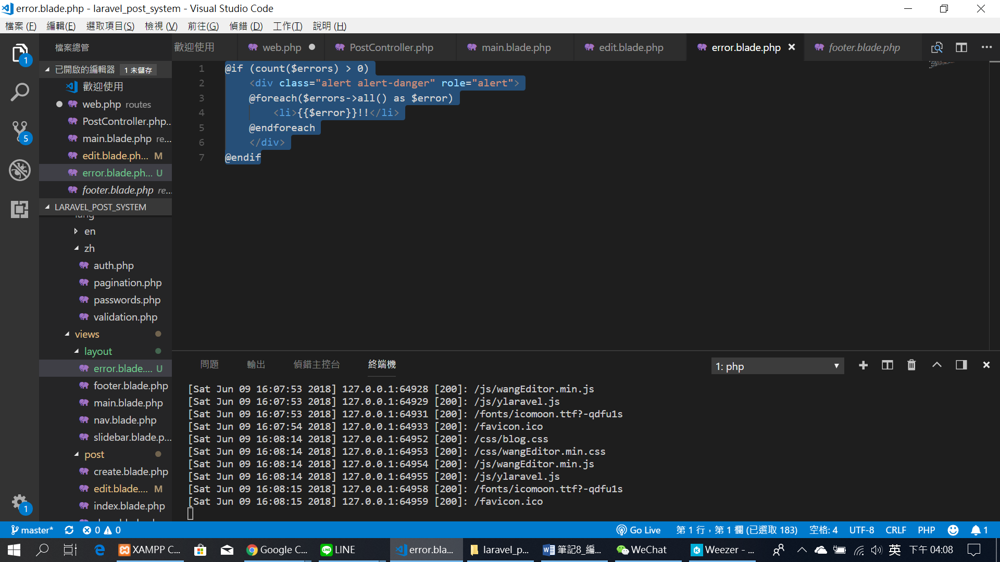 error.blade.php - laravel_post_system - Visual Studio Code
檔案 (F) 編輯(E) 選取項目(S) 檢視 (V) 前往(G) 偵錯 (D) 工作(T) 說明 (H)
檔案總管
歡迎使用 web.php PostController.php main.blade.php edit.blade.php error.blade.php footer.blade.php
1
已開啟的編輯器 1 未儲存
歡迎使用
web.php routes
PostController.php...
main.blade.php re...
edit.blade.ph... M
error.blade.ph... U
footer.blade.php re...
5
LARAVEL_POST_SYSTEM
lang
en
zh
auth.php
pagination.php
passwords.php
validation.php
views
layout
error.blade.... U
footer.blade.php
main.blade.php
nav.blade.php
slidebar.blade.p...
post
create.blade.php
edit.blade.... M
index.blade.php
1
1 @if (count($errors) > 0)
2 <div class="alert alert-danger" role="alert">
3 @foreach($errors->all() as $error)
4 <li>{{$error}}!!</li>
5 @endforeach
6 </div>
7 @endif
問題 輸出 偵錯主控台 終端機 1: php
[Sat Jun 09 16:07:53 2018] 127.0.0.1:64928 [200]: /js/wangEditor.min.js
[Sat Jun 09 16:07:53 2018] 127.0.0.1:64929 [200]: /js/ylaravel.js
[Sat Jun 09 16:07:53 2018] 127.0.0.1:64931 [200]: /fonts/icomoon.ttf?-qdfu1s
[Sat Jun 09 16:07:54 2018] 127.0.0.1:64933 [200]: /favicon.ico
[Sat Jun 09 16:08:14 2018] 127.0.0.1:64952 [200]: /css/blog.css
[Sat Jun 09 16:08:14 2018] 127.0.0.1:64953 [200]: /css/wangEditor.min.css
[Sat Jun 09 16:08:14 2018] 127.0.0.1:64954 [200]: /js/wangEditor.min.js
[Sat Jun 09 16:08:14 2018] 127.0.0.1:64955 [200]: /js/ylaravel.js
[Sat Jun 09 16:08:15 2018] 127.0.0.1:64958 [200]: /fonts/icomoon.ttf?-qdfu1s
[Sat Jun 09 16:08:15 2018] 127.0.0.1:64959 [200]: /favicon.ico
master* 0 0 Go Live 第 1 行，第 1 欄 (已選取 183) 空格: 4 UTF-8 CRLF PHP 1
XAMPP C... Google C... LINE error.bla... laravel_p... 筆記8_編... WeChat Weezer - ... 英 下午 04:08